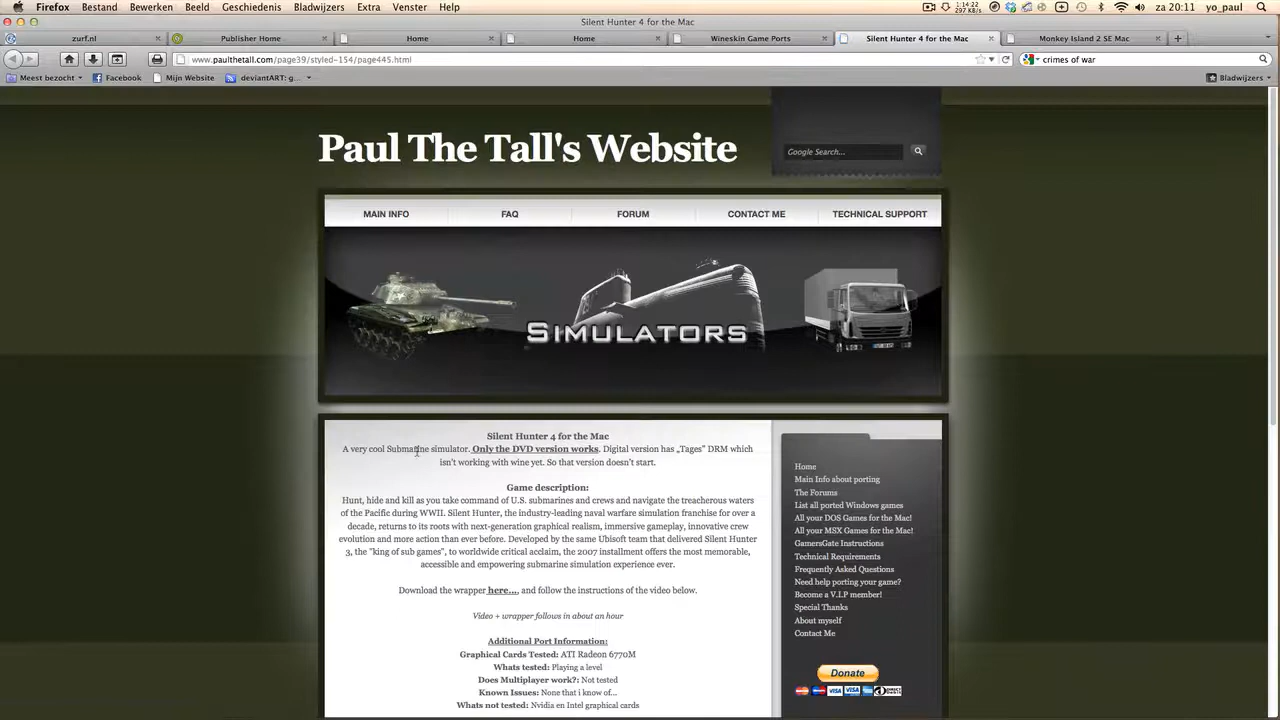 Firefox Bestand Bewerken Beeld Geschiedenis Bladwijzers Extra Venster Help 1:14:22 297 KB/s za 20:11 yo_paul
Silent Hunter 4 for the Mac
zurf.nl Publisher Home Home Home Wineskin Game Ports Silent Hunter 4 for the Mac Monkey Island 2 SE Mac
www.paulthetall.com/page39/styled-154/page445.html crimes of war
Meest bezocht Facebook Mijn Website deviantART: g... Bladwijzers
Paul The Tall's Website
Google Search...
MAIN INFO FAQ FORUM CONTACT ME TECHNICAL SUPPORT
SIMULATORS
Silent Hunter 4 for the Mac
A very cool Submarine simulator. Only the DVD version works. Digital version has „Tages” DRM which
isn't working with wine yet. So that version doesn't start.
Game description:
Hunt, hide and kill as you take command of U.S. submarines and crews and navigate the treacherous waters
of the Pacific during WWII. Silent Hunter, the industry-leading naval warfare simulation franchise for over a
decade, returns to its roots with next-generation graphical realism, immersive gameplay, innovative crew
evolution and more action than ever before. Developed by the same Ubisoft team that delivered Silent Hunter
3, the "king of sub games", to worldwide critical acclaim, the 2007 installment offers the most memorable,
accessible and empowering submarine simulation experience ever.
Download the wrapper here...., and follow the instructions of the video below.
Video + wrapper follows in about an hour
Additional Port Information:
Graphical Cards Tested: ATI Radeon 6770M
Whats tested: Playing a level
Does Multiplayer work?: Not tested
Known Issues: None that i know of...
Whats not tested: Nvidia en Intel graphical cards
Home
Main Info about porting
The Forums
List all ported Windows games
All your DOS Games for the Mac!
All your MSX Games for the Mac!
GamersGate Instructions
Technical Requirements
Frequently Asked Questions
Need help porting your game?
Become a V.I.P member!
Special Thanks
About myself
Contact Me
Donate